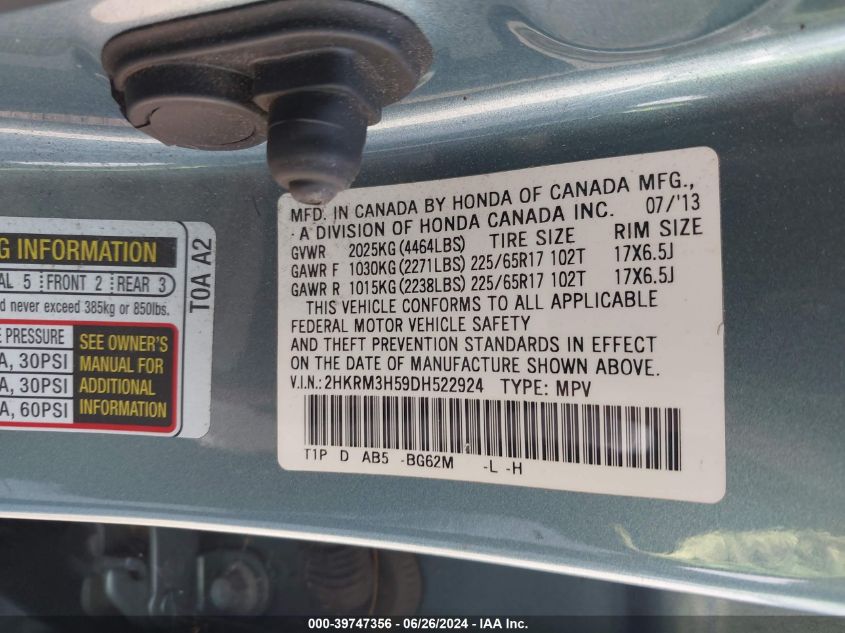 MFD. IN CANADA BY HONDA OF CANADA MFG.,
A DIVISION OF HONDA CANADA INC. 07/'13
GVWR 2025KG (4464LBS) TIRE SIZE RIM SIZE
GAWR F 1030KG (2271LBS) 225/65R17 102T 17X6.5J
GAWR R 1015KG (2238LBS) 225/65R17 102T 17X6.5J
THIS VEHICLE CONFORMS TO ALL APPLICABLE
FEDERAL MOTOR VEHICLE SAFETY
AND THEFT PREVENTION STANDARDS IN EFFECT
ON THE DATE OF MANUFACTURE SHOWN ABOVE.
V.I.N.: 2HKRM3H59DH522924 TYPE: MPV
T1P D AB5 -BG62M -L -H
INFORMATION
5 FRONT 2 REAR 3
never exceed 385kg or 850lbs.
PRESSURE
30PSI
30PSI
60PSI
SEE OWNER'S
MANUAL FOR
ADDITIONAL
INFORMATION
T0A A2
000-39747356 / 06/26/2024 - IAA Inc.